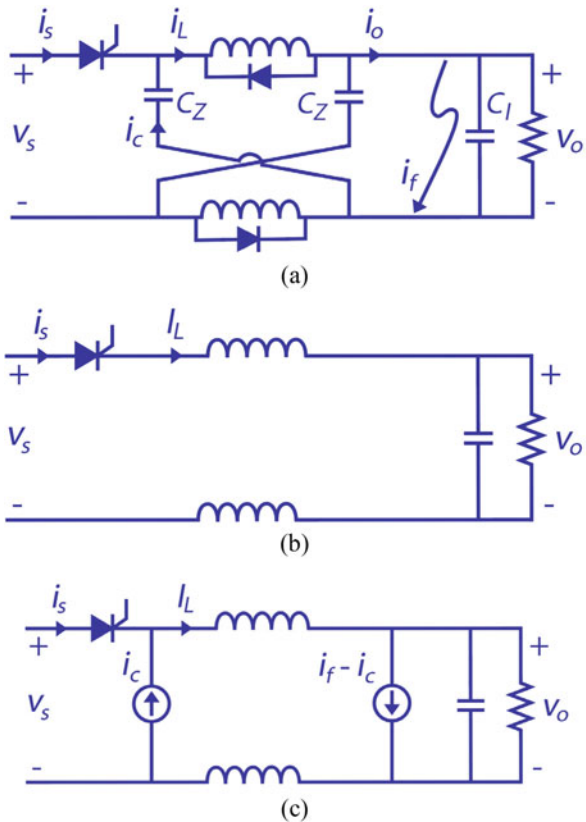 i_s i_L i_o
+ C_Z C_Z C_l +
v_s i_c i_f v_o
- -
(a)
i_s I_L
+ +
v_s v_o
- -
(b)
i_s I_L
+ i_c i_f - i_c +
v_s v_o
- -
(c)